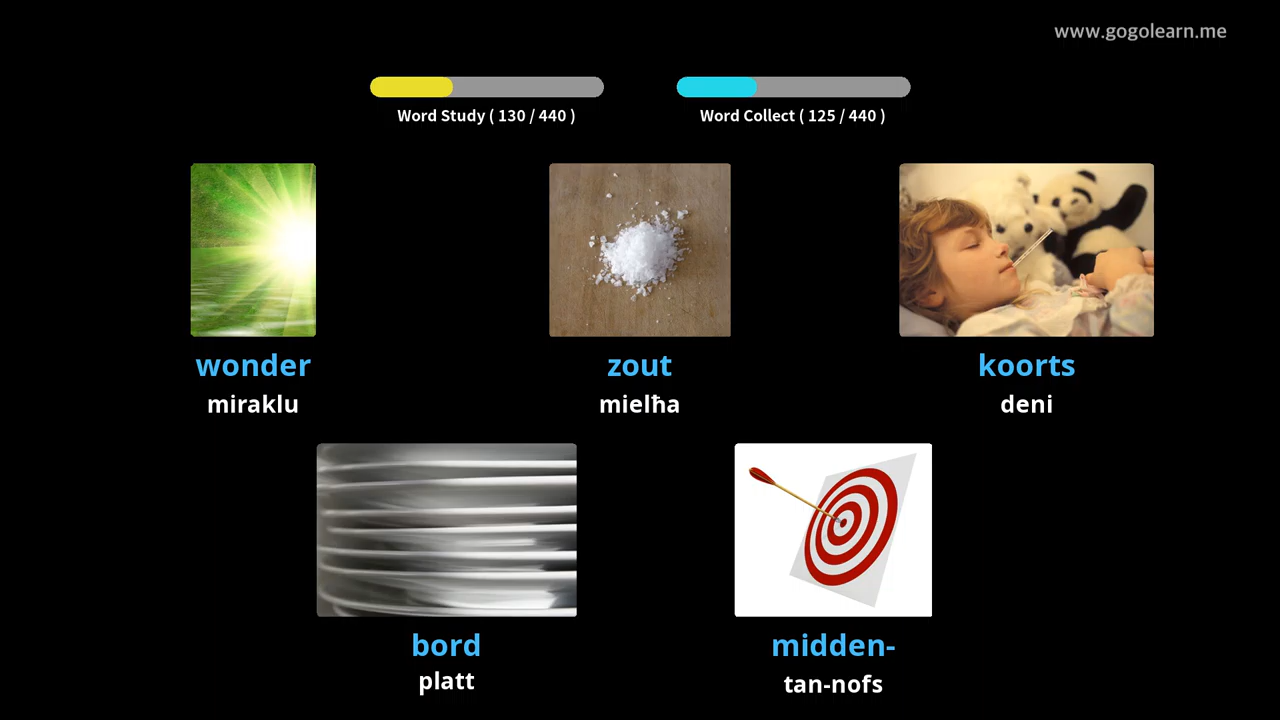 www.gogolearn.me
Word Study ( 130 / 440 )
Word Collect ( 125 / 440 )
wonder
miraklu
zout
mielħa
koorts
deni
bord
platt
midden-
tan-nofs